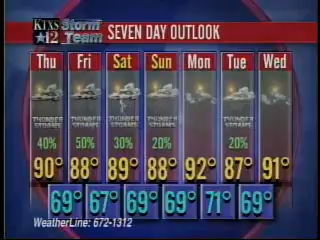 KTXS Storm
12 Team
SEVEN DAY OUTLOOK
Thu Fri Sat Sun Mon Tue Wed
THUNDER STORMS THUNDER STORMS THUNDER STORMS THUNDER STORMS THUNDER STORMS
40% 50% 30% 20% 20%
90° 88° 89° 88° 92° 87° 91°
69° 67° 69° 69° 71° 69°
WeatherLine: 672-1312